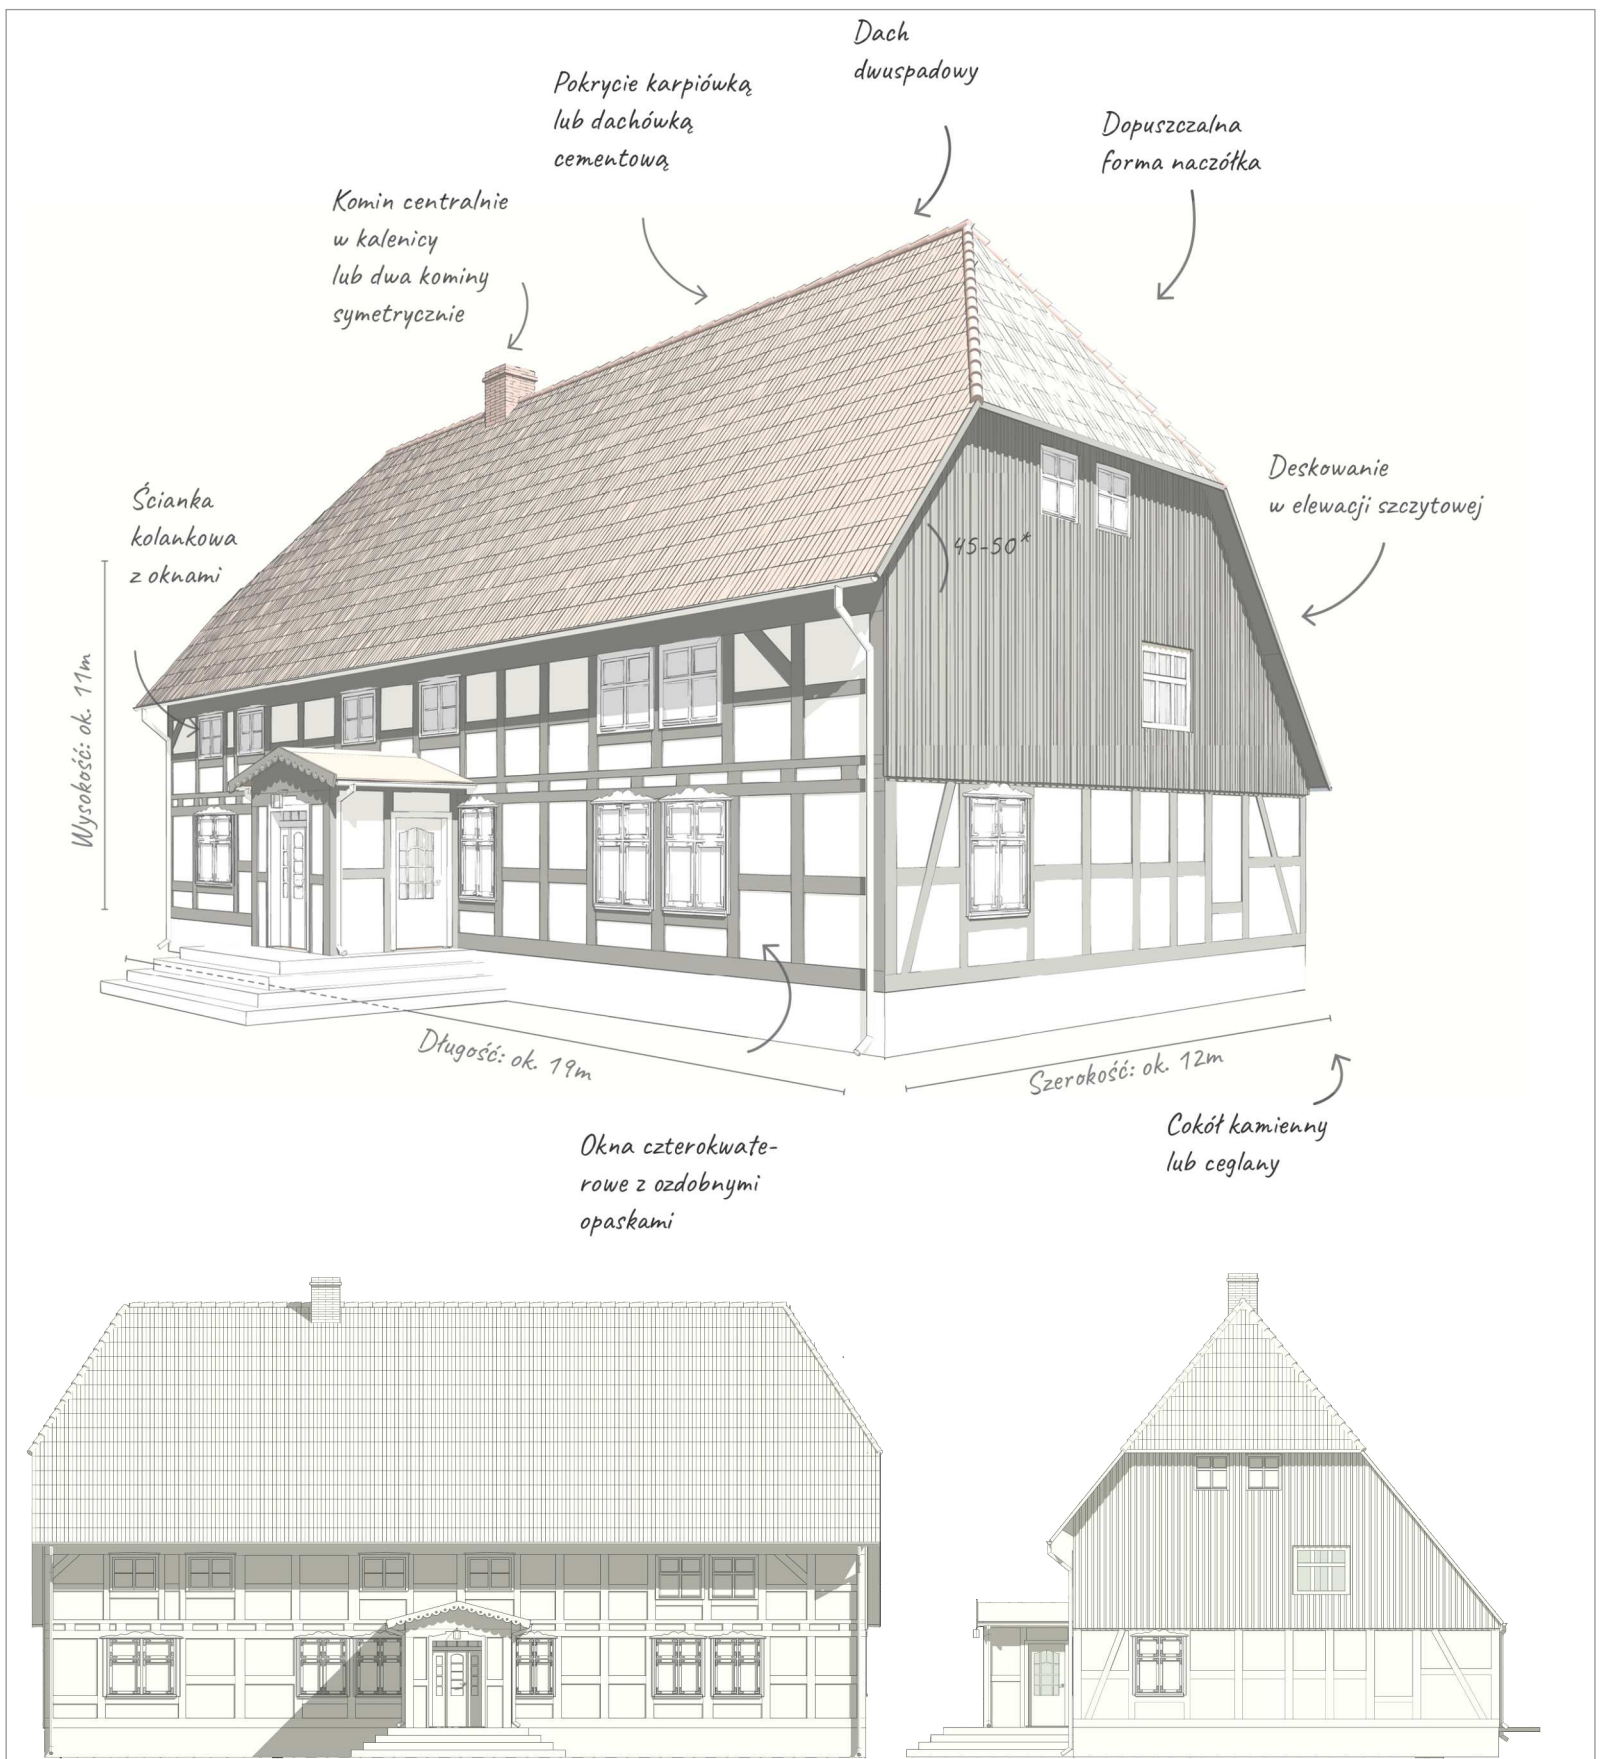 Dach
dwuspadowy
Pokrycie karpiówką
lub dachówką
cementową
Dopuszczalna
forma naczółka
Komin centralnie
w kalenicy
lub dwa kominy
symetrycznie
Ścianka
kolankowa
z oknami
Deskowanie
w elewacji szczytowej
45-50*
Wysokość: ok. 11m
Długość: ok. 19m
Szerokość: ok. 12m
Cokół kamienny
lub ceglany
Okna czterokwate-
rowe z ozdobnymi
opaskami